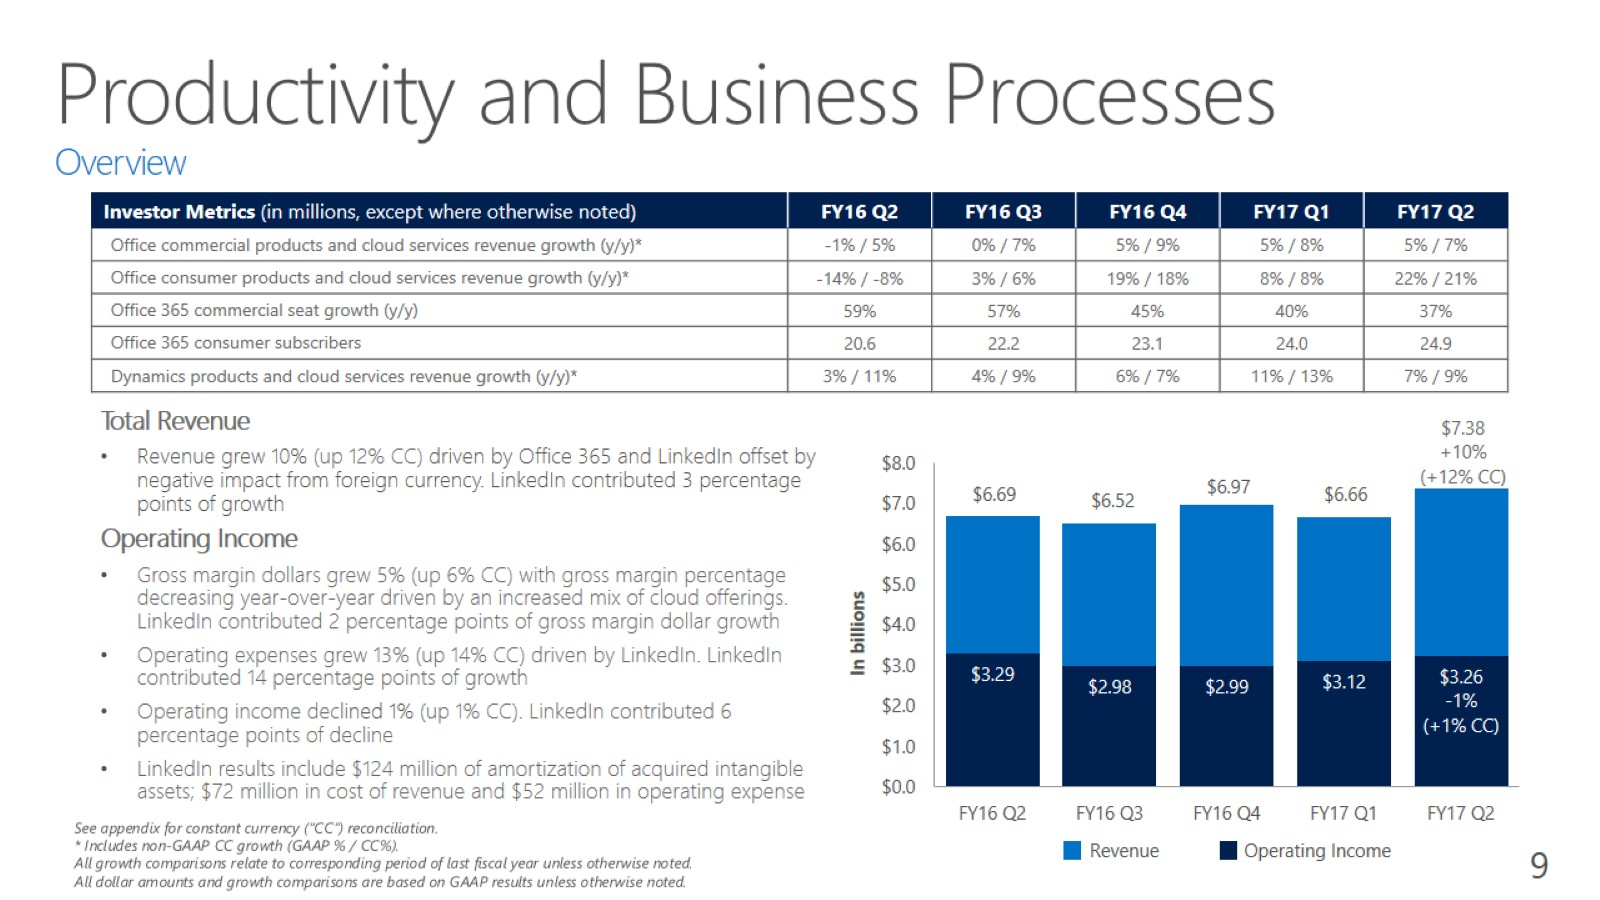 Productivity and Business Processes
Overview
Investor Metrics (in millions, except where otherwise noted) FY16 Q2 FY16 Q3 FY16 Q4 FY17 Q1 FY17 Q2
Office commercial products and cloud services revenue growth (y/y)* -1% / 5% 0% / 7% 5% / 9% 5% / 8% 5% / 7%
Office consumer products and cloud services revenue growth (y/y)* -14% / -8% 3% / 6% 19% / 18% 8% / 8% 22% / 21%
Office 365 commercial seat growth (y/y) 59% 57% 45% 40% 37%
Office 365 consumer subscribers 20.6 22.2 23.1 24.0 24.9
Dynamics products and cloud services revenue growth (y/y)* 3% / 11% 4% / 9% 6% / 7% 11% / 13% 7% / 9%
Total Revenue
• Revenue grew 10% (up 12% CC) driven by Office 365 and LinkedIn offset by
negative impact from foreign currency. LinkedIn contributed 3 percentage
points of growth
Operating Income
• Gross margin dollars grew 5% (up 6% CC) with gross margin percentage
decreasing year-over-year driven by an increased mix of cloud offerings.
LinkedIn contributed 2 percentage points of gross margin dollar growth
• Operating expenses grew 13% (up 14% CC) driven by LinkedIn. LinkedIn
contributed 14 percentage points of growth
• Operating income declined 1% (up 1% CC). LinkedIn contributed 6
percentage points of decline
• LinkedIn results include $124 million of amortization of acquired intangible
assets; $72 million in cost of revenue and $52 million in operating expense
See appendix for constant currency ("CC") reconciliation.
* Includes non-GAAP CC growth (GAAP % / CC%).
All growth comparisons relate to corresponding period of last fiscal year unless otherwise noted.
All dollar amounts and growth comparisons are based on GAAP results unless otherwise noted.
In billions
$8.0
$7.0
$6.0
$5.0
$4.0
$3.0
$2.0
$1.0
$0.0
$6.69
$6.52
$6.97
$6.66
$7.38
+10%
(+12% CC)
$3.29
$2.98
$2.99
$3.12
$3.26
-1%
(+1% CC)
FY16 Q2 FY16 Q3 FY16 Q4 FY17 Q1 FY17 Q2
Revenue Operating Income
9